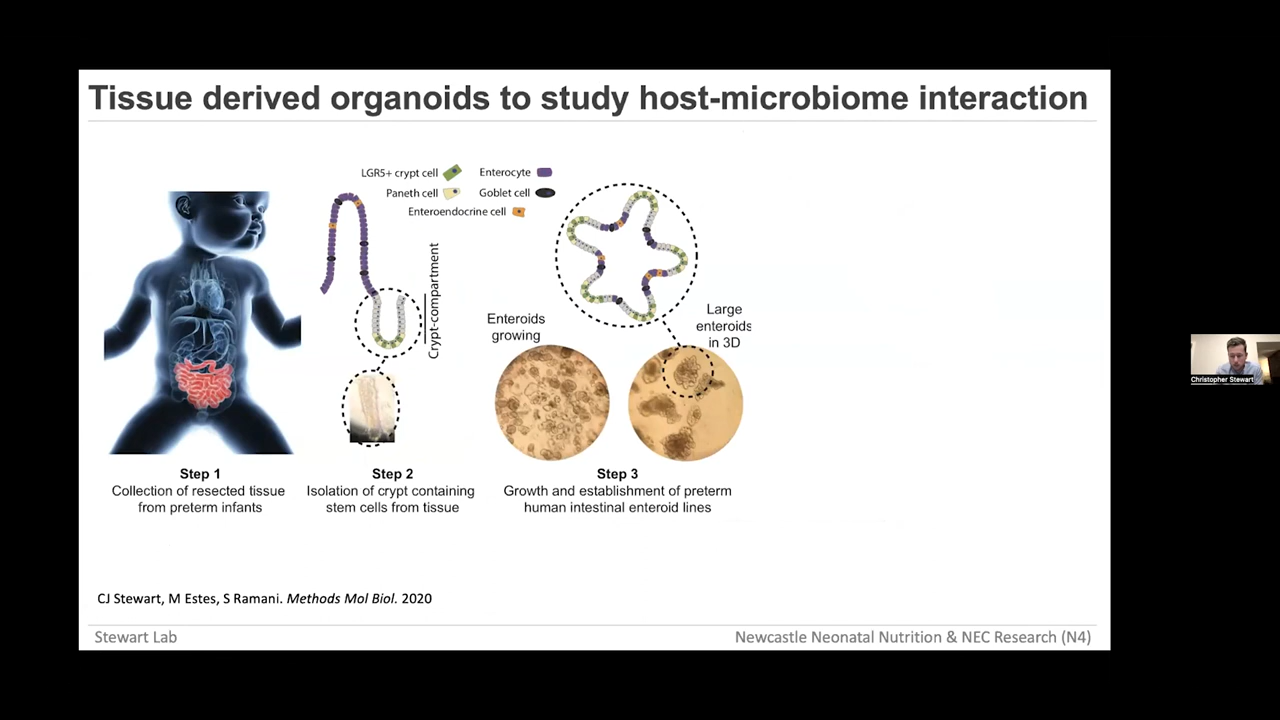 Tissue derived organoids to study host-microbiome interaction
LGR5+ crypt cell
Enterocyte
Paneth cell
Goblet cell
Enteroendocrine cell
Crypt-compartment
Enteroids
growing
Large
enteroids
in 3D
Step 1
Collection of resected tissue
from preterm infants
Step 2
Isolation of crypt containing
stem cells from tissue
Step 3
Growth and establishment of preterm
human intestinal enteroid lines
CJ Stewart, M Estes, S Ramani. Methods Mol Biol. 2020
Stewart Lab
Newcastle Neonatal Nutrition & NEC Research (N4)
Christopher Stewart